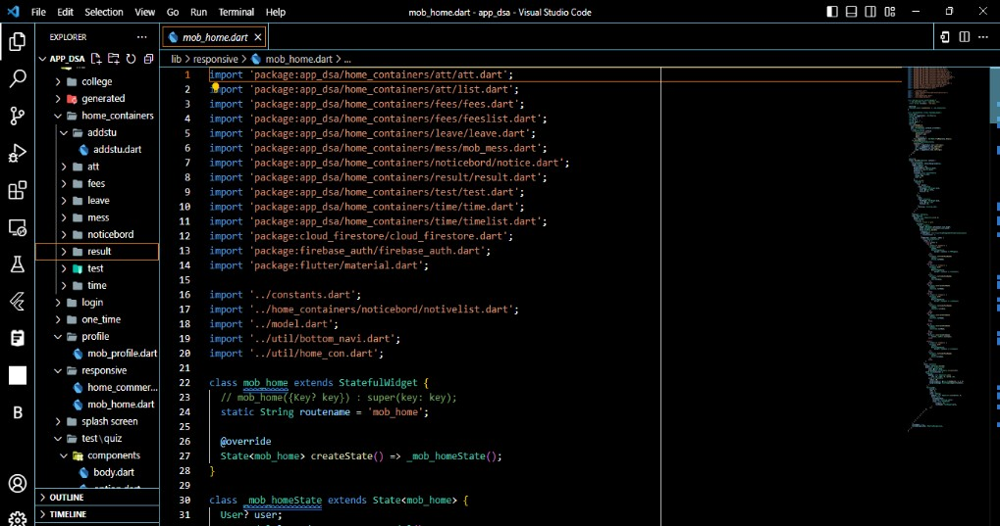 File Edit Selection View Go Run Terminal Help
mob_home.dart - app_dsa - Visual Studio Code
EXPLORER
APP_DSA
college
generated
home_containers
addstu
addstu.dart
att
fees
leave
mess
noticebord
result
test
time
login
one_time
profile
mob_profile.dart
responsive
home_commer...
mob_home.dart
splash screen
test\quiz
components
body.dart
option.dart
OUTLINE
TIMELINE
B
mob_home.dart
lib > responsive > mob_home.dart > ...
1 import 'package:app_dsa/home_containers/att/att.dart';
2 import 'package:app_dsa/home_containers/att/list.dart';
3 import 'package:app_dsa/home_containers/fees/fees.dart';
4 import 'package:app_dsa/home_containers/fees/feeslist.dart';
5 import 'package:app_dsa/home_containers/leave/leave.dart';
6 import 'package:app_dsa/home_containers/mess/mob_mess.dart';
7 import 'package:app_dsa/home_containers/noticebord/notice.dart';
8 import 'package:app_dsa/home_containers/result/result.dart';
9 import 'package:app_dsa/home_containers/test/test.dart';
10 import 'package:app_dsa/home_containers/time/time.dart';
11 import 'package:app_dsa/home_containers/time/timelist.dart';
12 import 'package:cloud_firestore/cloud_firestore.dart';
13 import 'package:firebase_auth/firebase_auth.dart';
14 import 'package:flutter/material.dart';
15
16 import '../constants.dart';
17 import '../home_containers/noticebord/notivelist.dart';
18 import '../model.dart';
19 import '../util/bottom_navi.dart';
20 import '../util/home_con.dart';
21
22 class mob_home extends StatefulWidget {
23 // mob_home({Key? key}) : super(key: key);
24 static String routename = 'mob_home';
25
26 @override
27 State<mob_home> createState() => _mob_homeState();
28 }
29
30 class _mob_homeState extends State<mob_home> {
31 User? user;